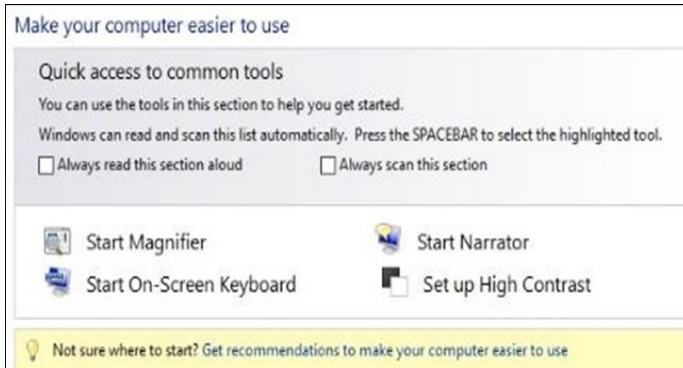 Make your computer easier to use
Quick access to common tools
You can use the tools in this section to help you get started.
Windows can read and scan this list automatically. Press the SPACEBAR to select the highlighted tool.
Always read this section aloud Always scan this section
Start Magnifier Start Narrator
Start On-Screen Keyboard Set up High Contrast
Not sure where to start? Get recommendations to make your computer easier to use